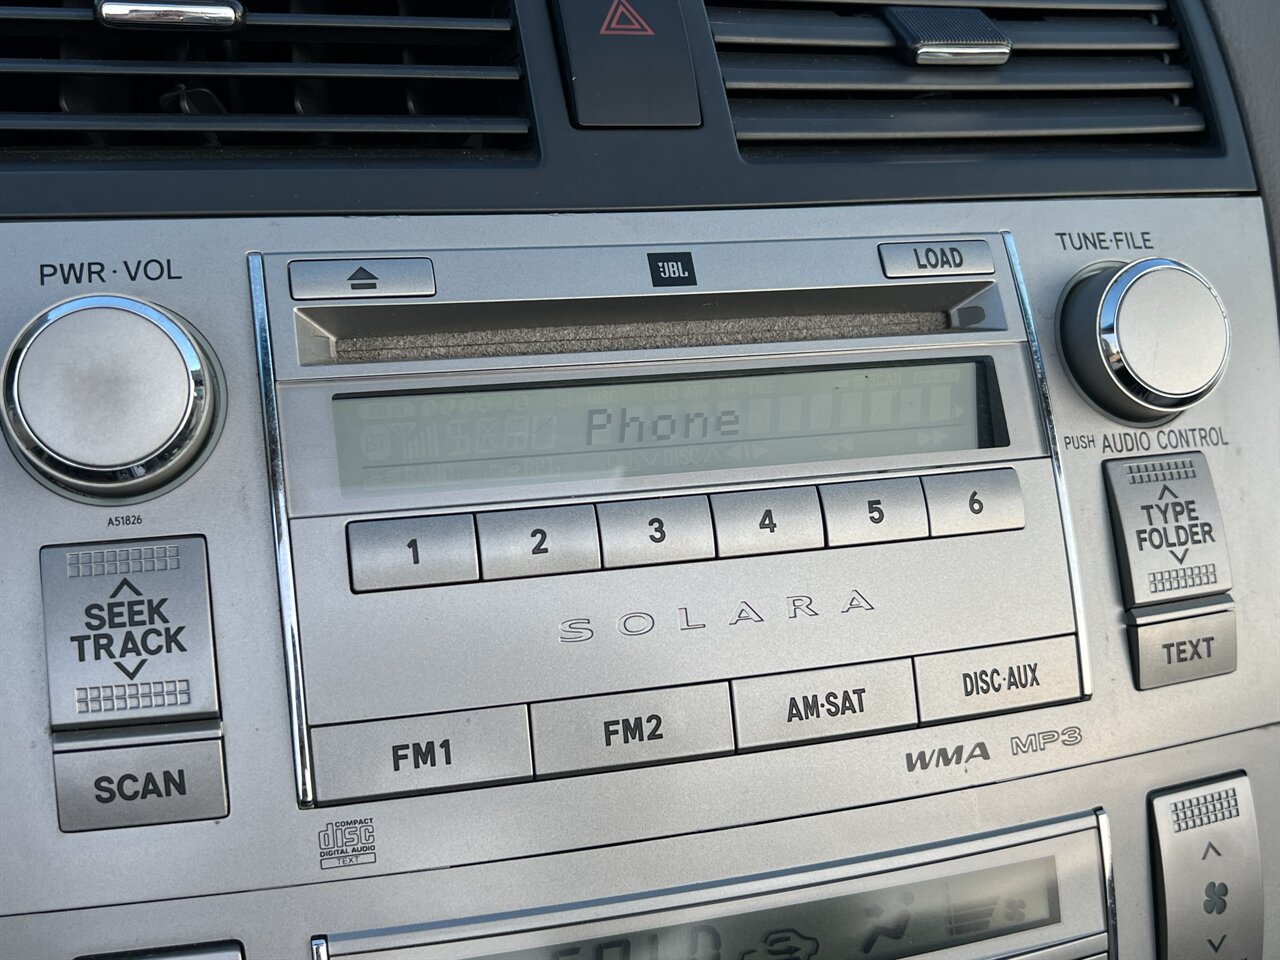 PWR·VOL
JBL
LOAD
TUNE·FILE
Phone
PUSH AUDIO CONTROL
A51826
1 2 3 4 5 6
SEEK
TRACK
TYPE
FOLDER
SOLARA
TEXT
FM1 FM2 AM·SAT DISC·AUX
SCAN
WMA MP3
COMPACT
disc
DIGITAL AUDIO
TEXT